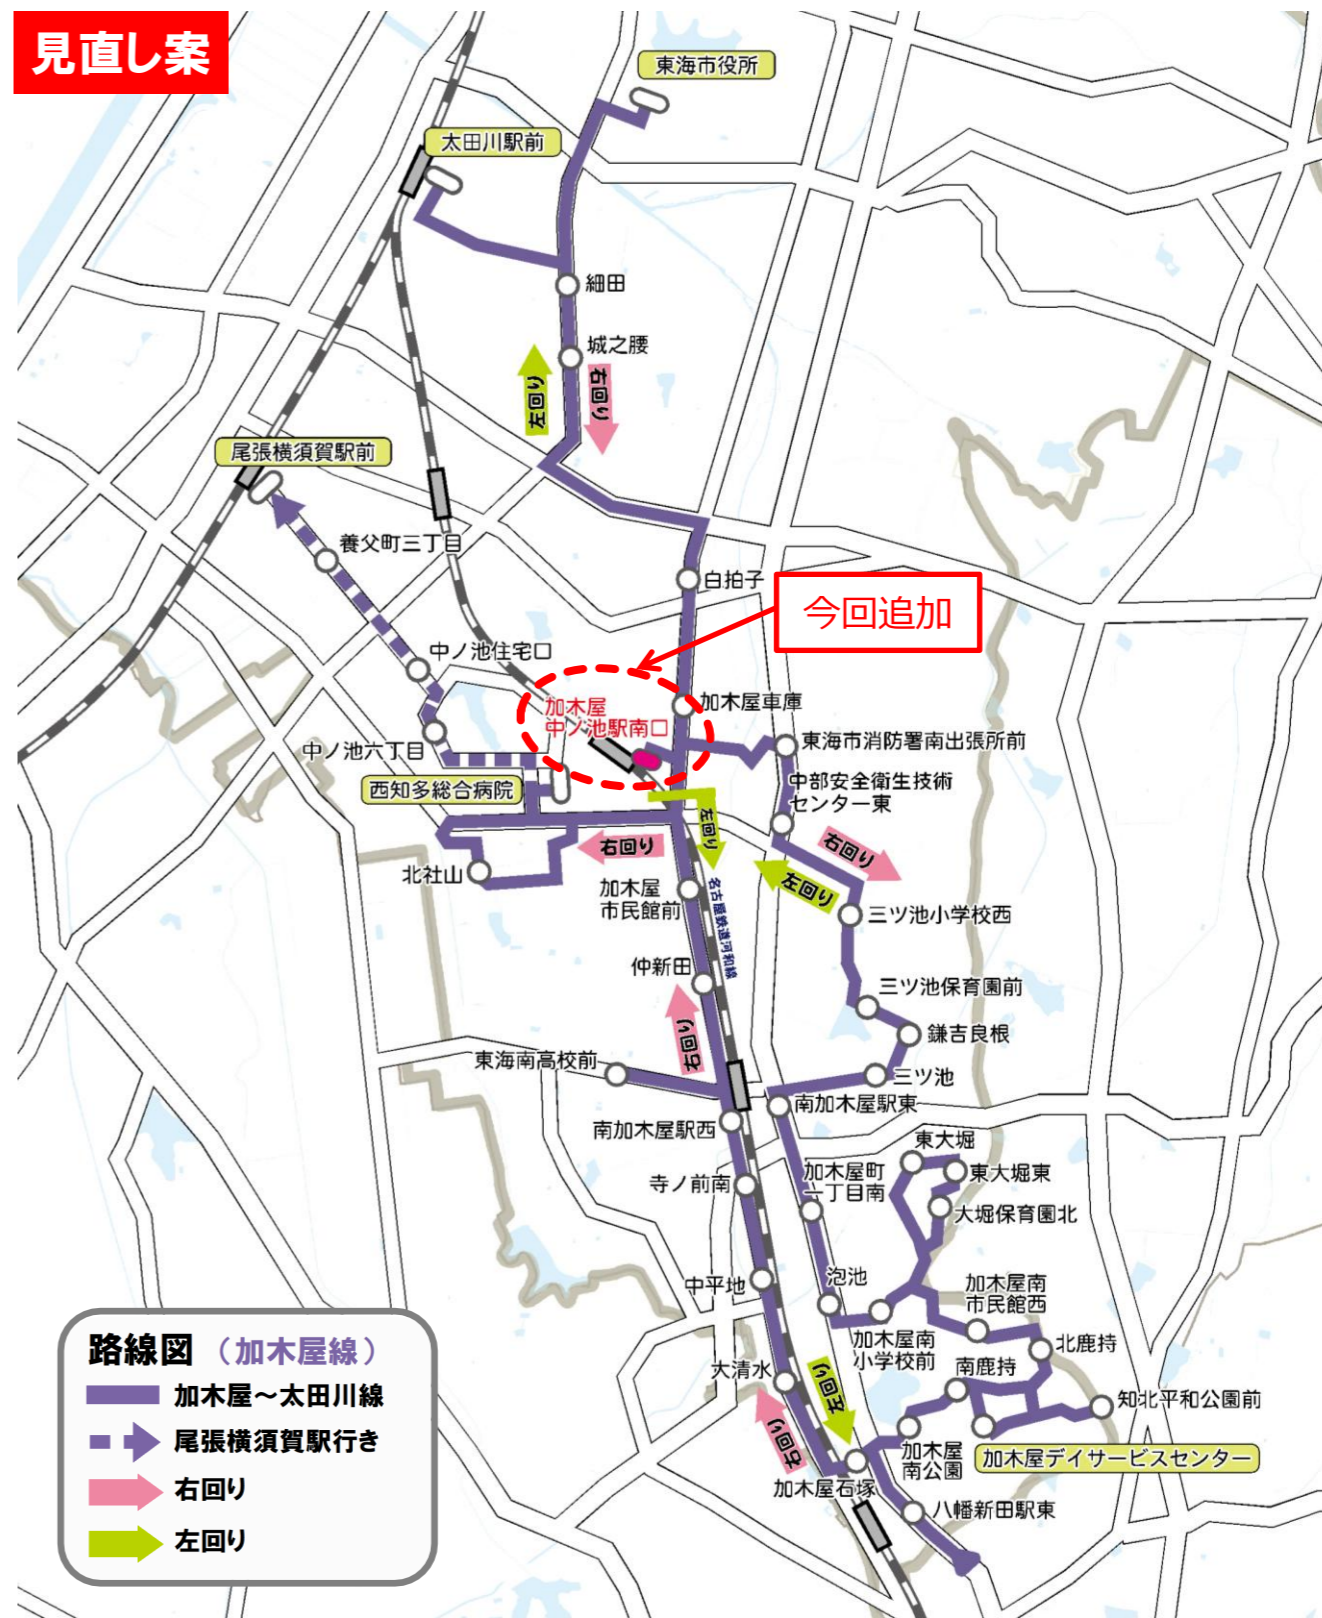 見直し案
東海市役所
太田川駅前
細田
城之腰
左回り
右回り
尾張横須賀駅前
養父町三丁目
白拍子
今回追加
中ノ池住宅口
加木屋
中ノ池駅南口
加木屋車庫
中ノ池六丁目
東海市消防署南出張所前
西知多総合病院
中部安全衛生技術
センター東
左回り
右回り
右回り
左回り
北社山
加木屋
市民館前
名古屋鉄道河和線
三ツ池小学校西
仲新田
三ツ池保育園前
右回り
鎌吉良根
東海南高校前
三ツ池
南加木屋駅東
南加木屋駅西
東大堀
加木屋町
一丁目南
東大堀東
寺ノ前南
大堀保育園北
中平地
泡池
加木屋南
市民館西
加木屋南
小学校前
北鹿持
大清水
左回り
南鹿持
知北平和公園前
右回り
加木屋
南公園
加木屋デイサービスセンター
加木屋石塚
八幡新田駅東
路線図（加木屋線）
加木屋～太田川線
尾張横須賀駅行き
右回り
左回り